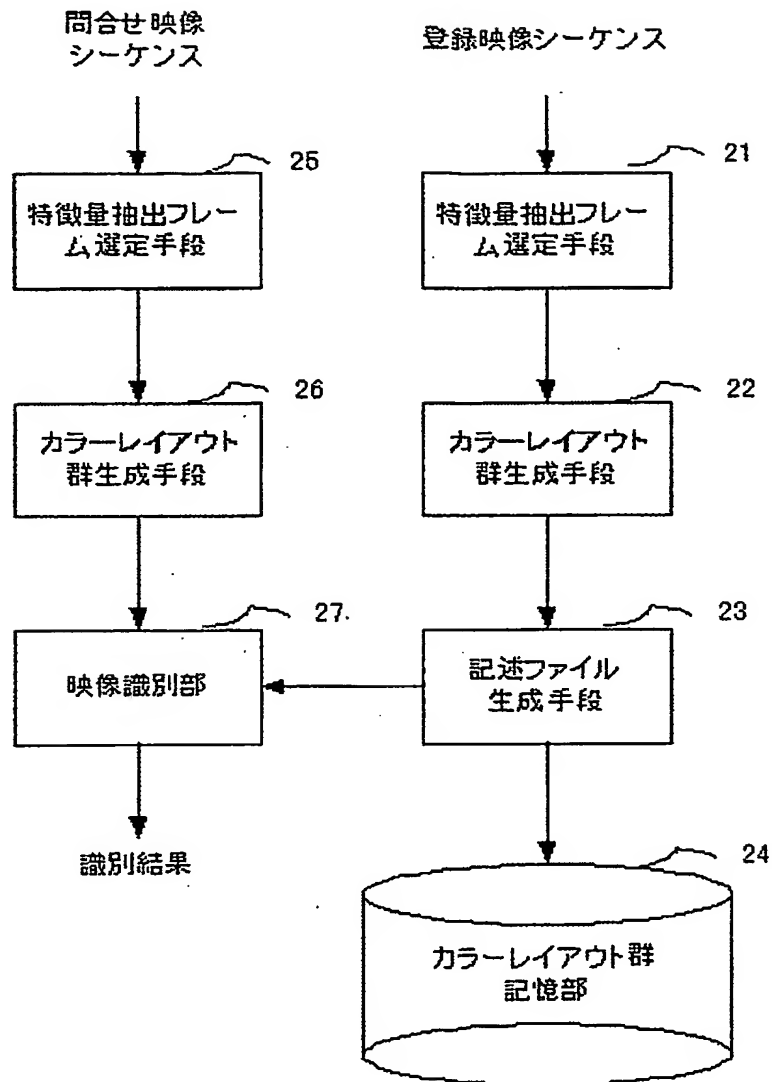 問合せ映像
シーケンス
登録映像シーケンス
25
21
特徴量抽出フレー
ム選定手段
特徴量抽出フレー
ム選定手段
26
22
カラーレイアウト
群生成手段
カラーレイアウト
群生成手段
27
23
映像識別部
記述ファイル
生成手段
識別結果
24
カラーレイアウト群
記憶部